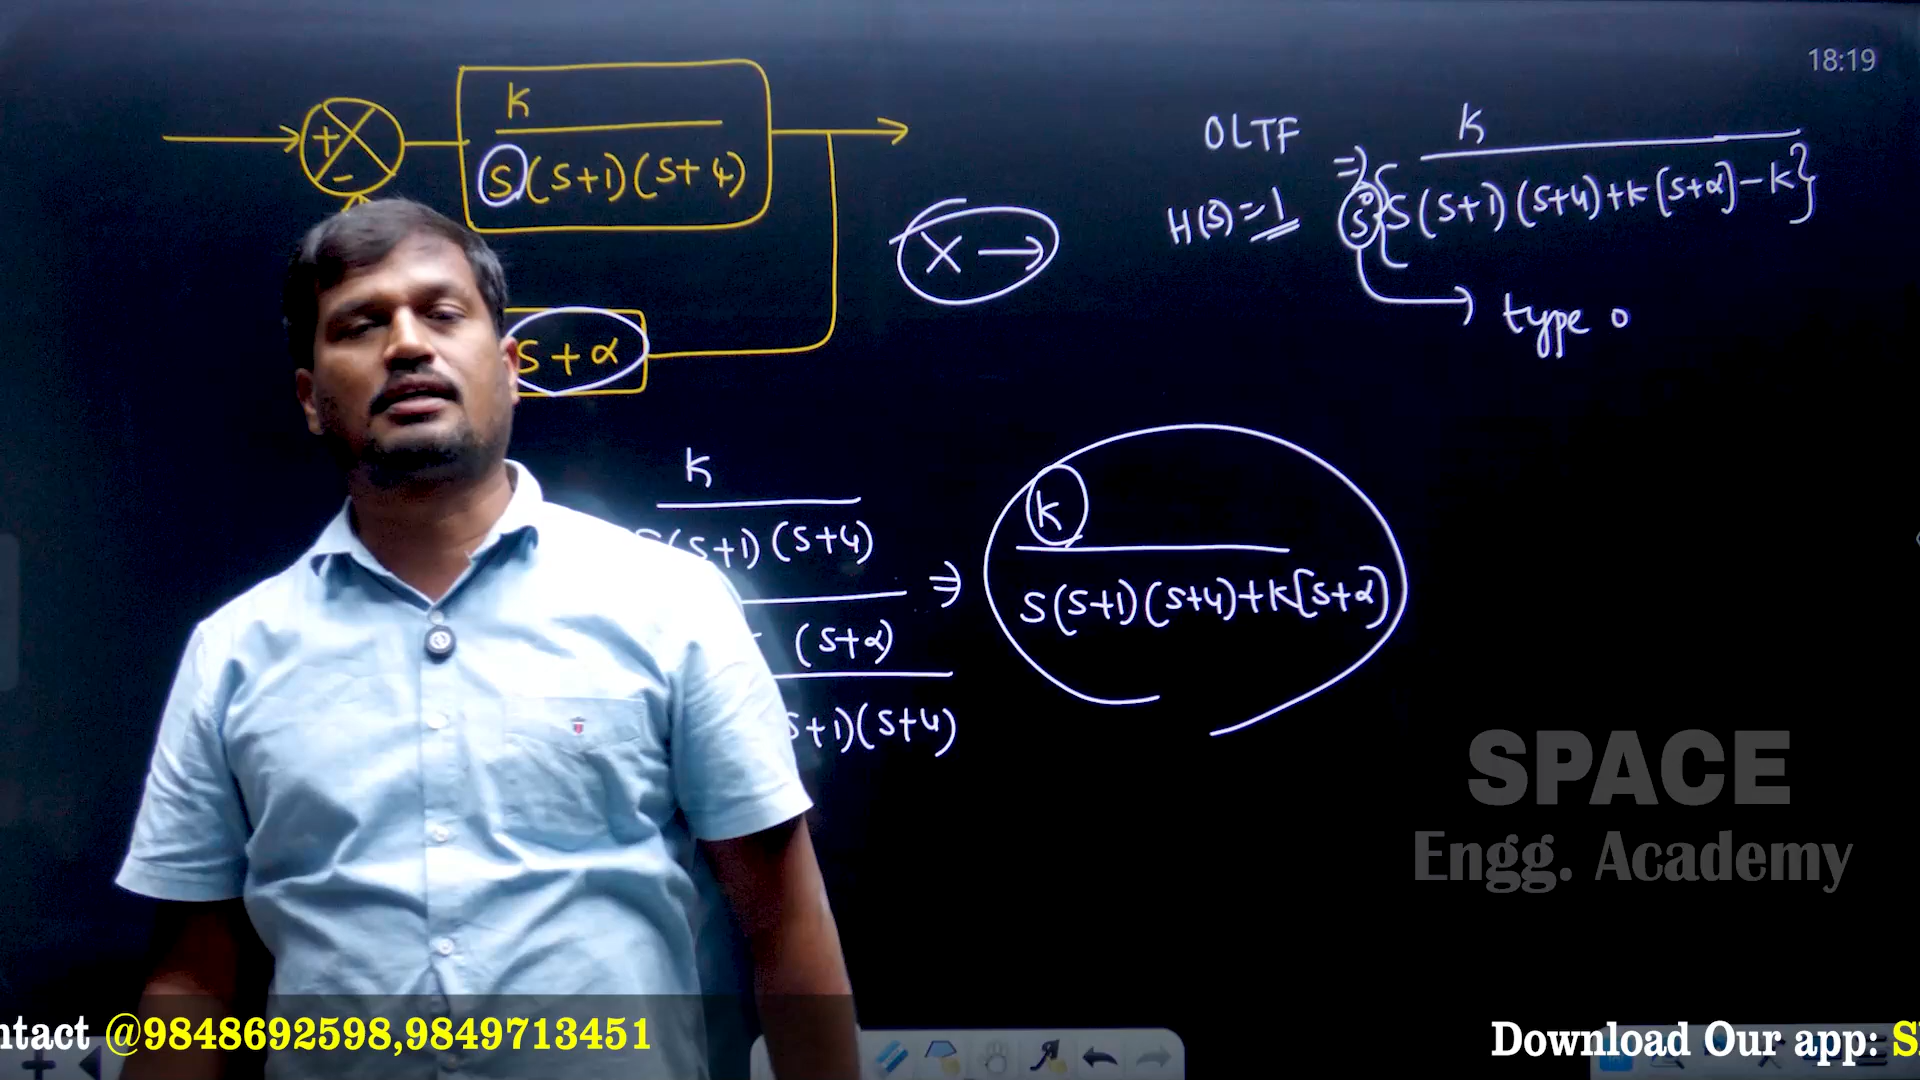 18:19
K
S(S+1)(S+4)
+
-
S+α
X →
OLTF
H(S)=1
⇒ K
S⁰{S(S+1)(S+4)+K[S+α]-K}
type 0
K
S(S+1)(S+4)
(S+α)
S+1)(S+4)
⇒ K
S(S+1)(S+4)+K[S+α]
SPACE
Engg. Academy
ntact @9848692598,9849713451
Download Our app: S